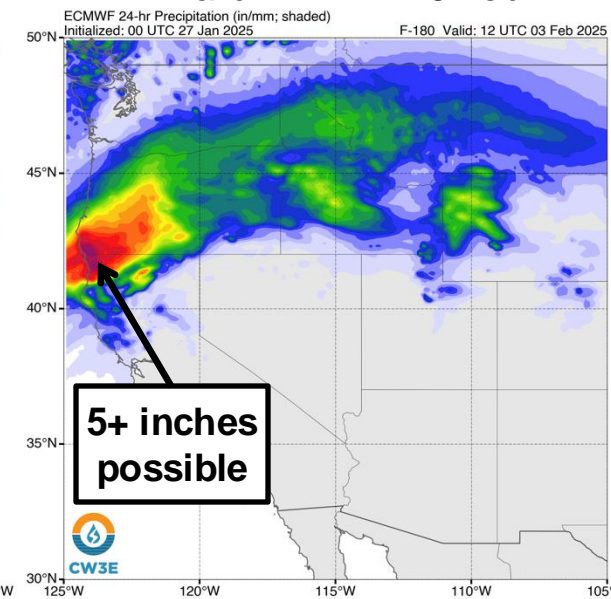 ECMWF 24-hr Precipitation (in/mm; shaded)
Initialized: 00 UTC 27 Jan 2025 F-180 Valid: 12 UTC 03 Feb 2025
50°N
45°N
40°N
5+ inches
possible
35°N
CW3E
30°N
W 125°W 120°W 115°W 110°W 105°